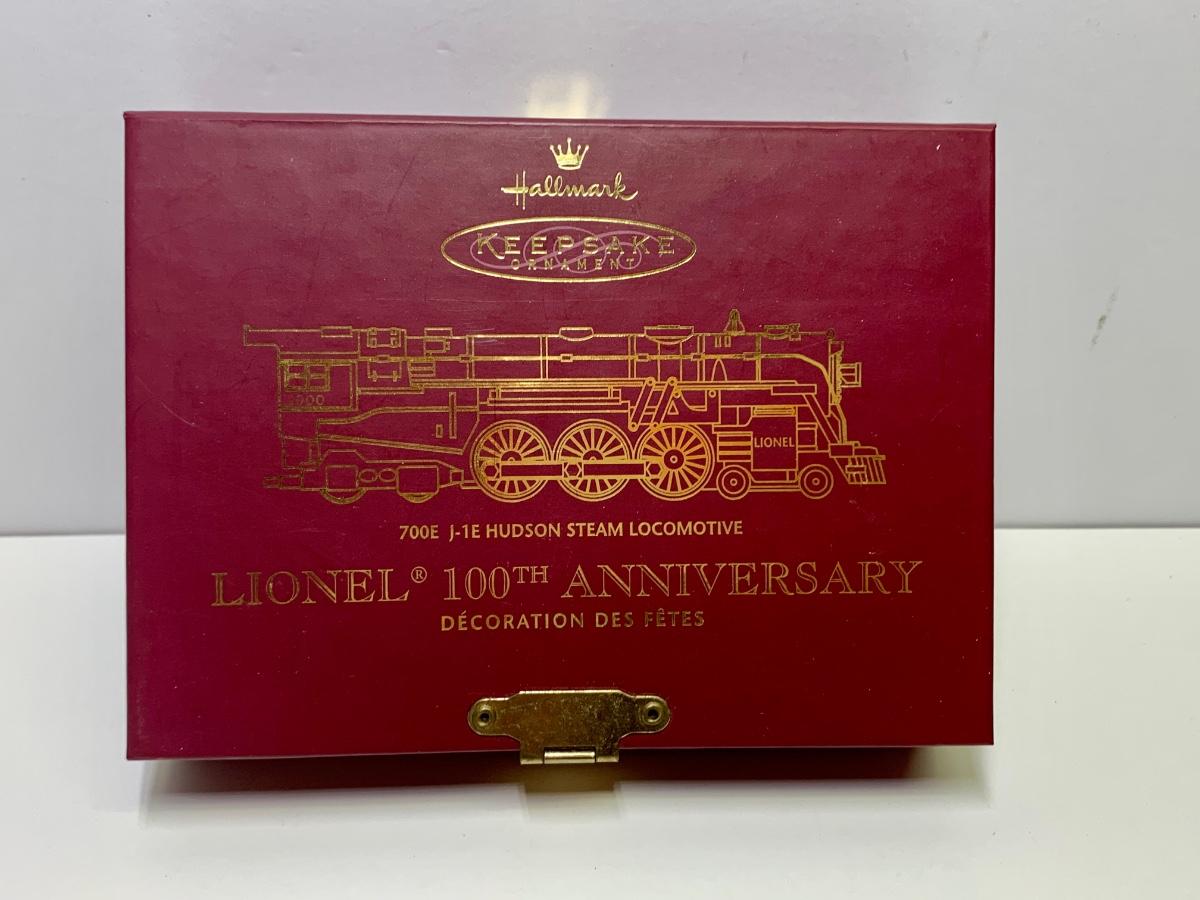 Hallmark
KEEPSAKE
ORNAMENT
LIONEL
700E J-1E HUDSON STEAM LOCOMOTIVE
LIONEL® 100TH ANNIVERSARY
DÉCORATION DES FÊTES